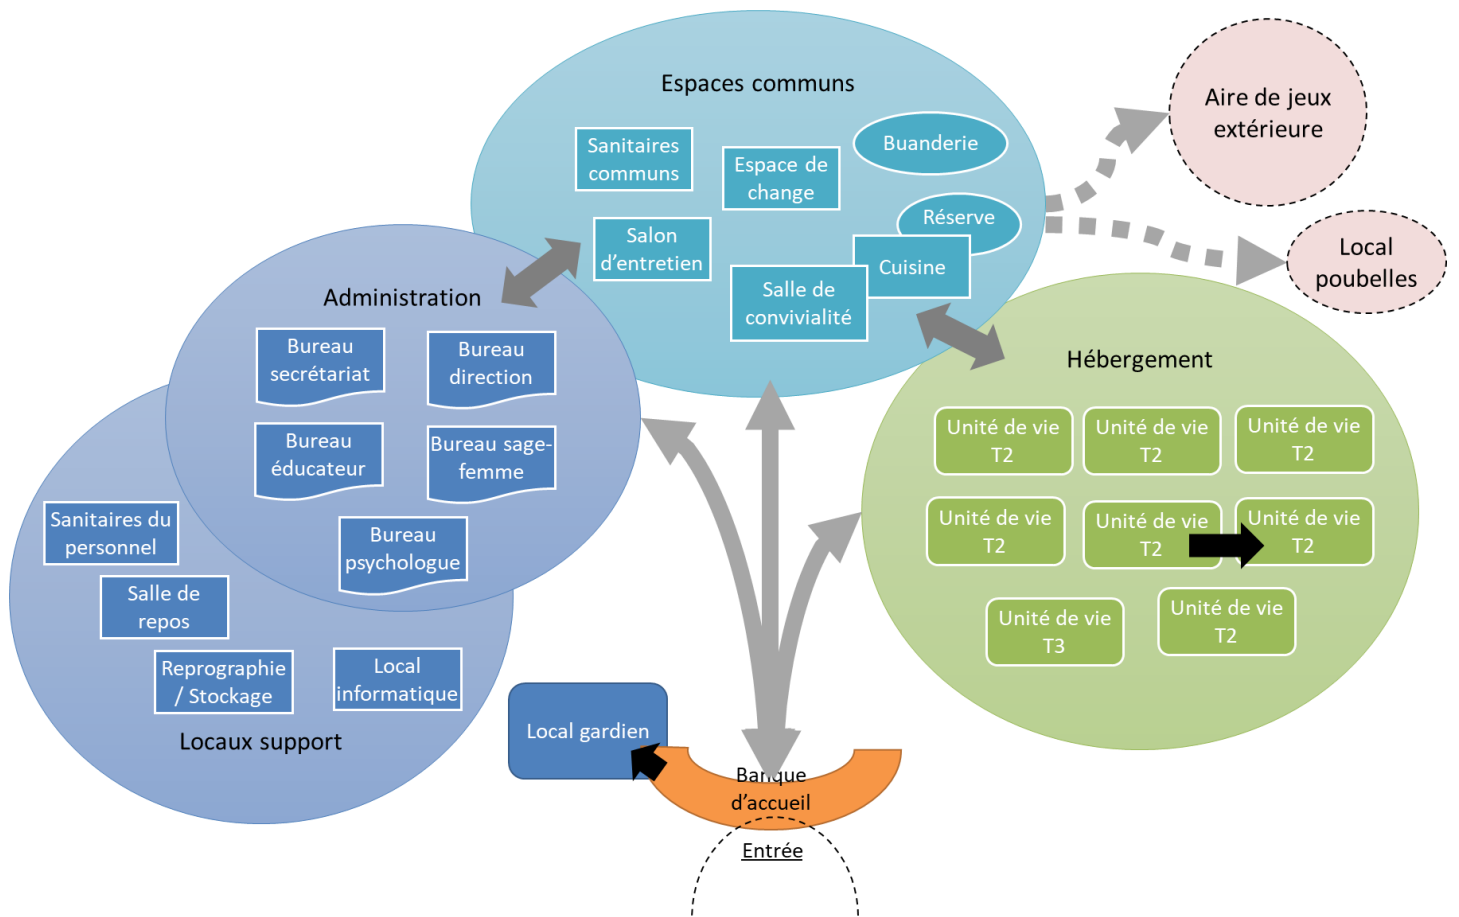 Espaces communs
Sanitaires
communs
Espace de
change
Buanderie
Réserve
Salon
d'entretien
Cuisine
Salle de
convivialité
Aire de jeux
extérieure
Local
poubelles
Administration
Bureau
secrétariat
Bureau
direction
Bureau
éducateur
Bureau sage-
femme
Bureau
psychologue
Sanitaires du
personnel
Salle de
repos
Reprographie
/ Stockage
Local
informatique
Locaux support
Hébergement
Unité de vie
T2
Unité de vie
T2
Unité de vie
T2
Unité de vie
T2
Unité de vie
T2
Unité de vie
T2
Unité de vie
T3
Unité de vie
T2
Local gardien
Banque
d'accueil
Entrée